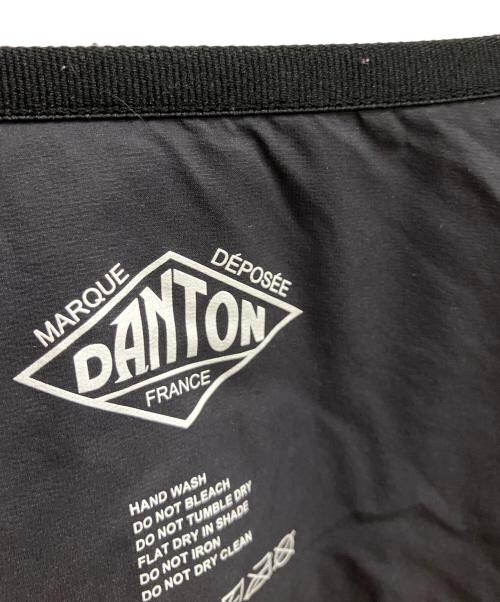 MARQUE DÉPOSÉE
DANTON
FRANCE
HAND WASH
DO NOT BLEACH
DO NOT TUMBLE DRY
FLAT DRY IN SHADE
DO NOT IRON
DO NOT DRY CLEAN